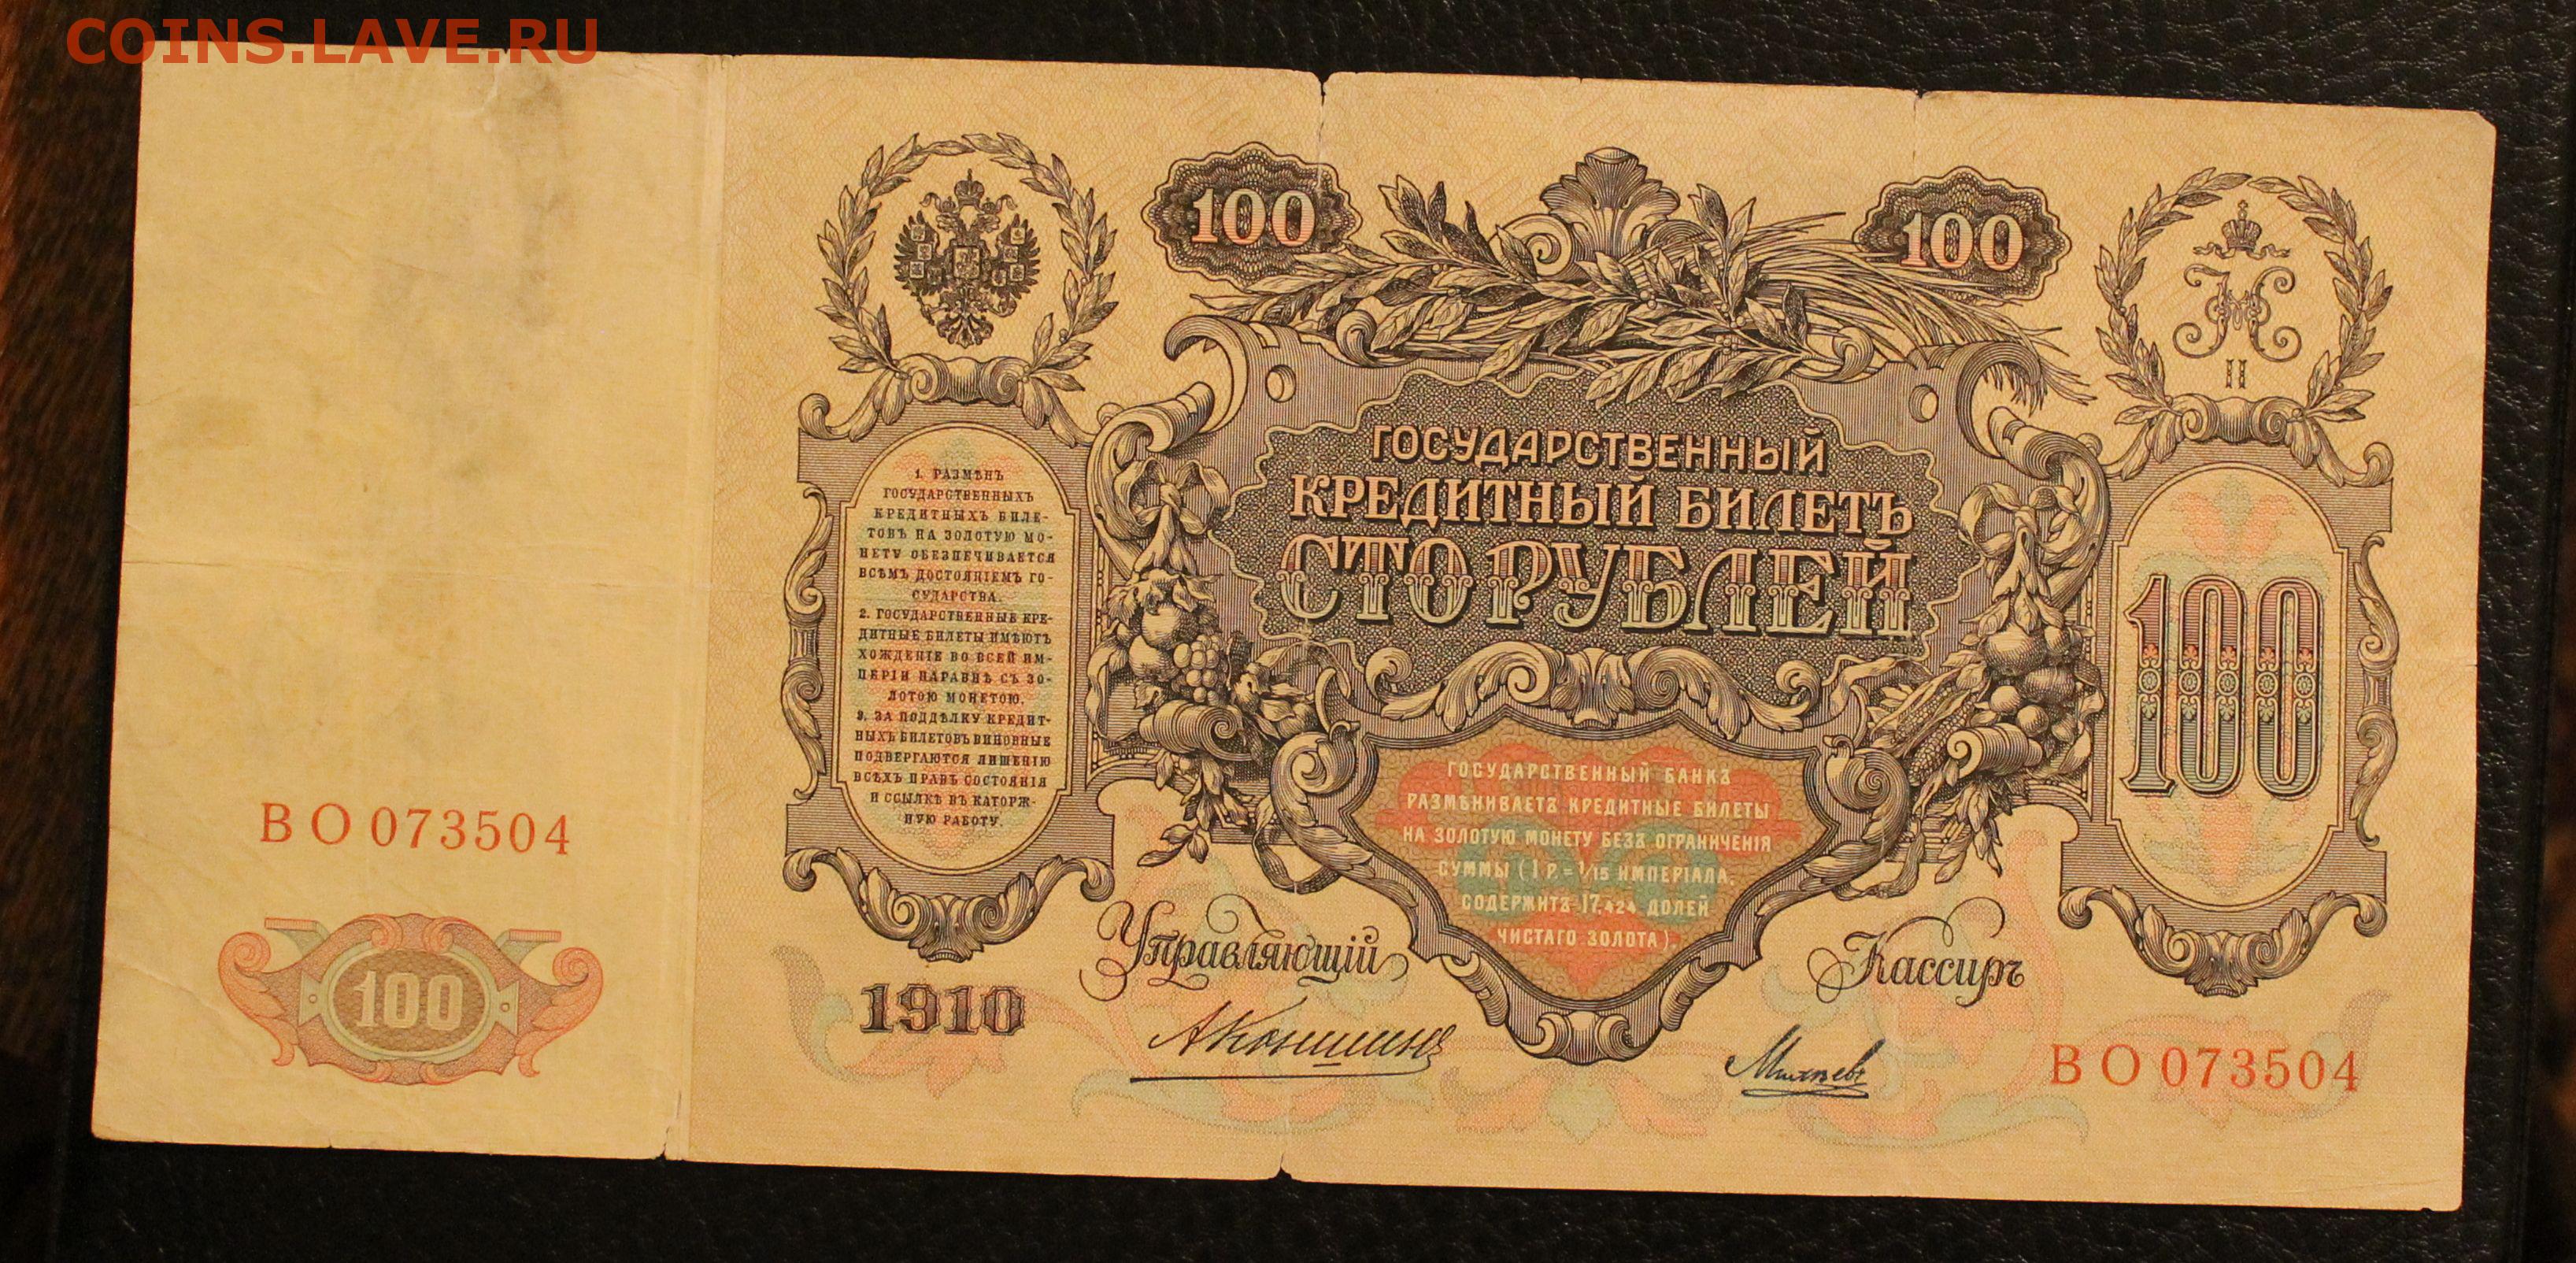 COINS.LAVE.RU
100
100
II
ГОСУДАРСТВЕННЫЙ
КРЕДИТНЫЙ БИЛЕТЪ
СТО РУБЛЕЙ
1. РАЗМѢНЪ
ГОСУДАРСТВЕННЫХЪ
КРЕДИТНЫХЪ БИЛЕ-
ТОВЪ НА ЗОЛОТУЮ МО-
НЕТУ ОБЕЗПЕЧИВАЕТСЯ
ВСѢМЪ ДОСТОЯНІЕМЪ ГО-
СУДАРСТВА.
2. ГОСУДАРСТВЕННЫЕ КРЕ-
ДИТНЫЕ БИЛЕТЫ ИМѢЮТЪ
ХОЖДЕНІЕ ВО ВСЕЙ ИМ-
ПЕРІИ НАРАВНѢ СЪ ЗО-
ЛОТОЮ МОНЕТОЮ.
3. ЗА ПОДДѢЛКУ КРЕДИТ-
НЫХЪ БИЛЕТОВЪ ВИНОВНЫЕ
ПОДВЕРГАЮТСЯ ЛИШЕНІЮ
ВСѢХЪ ПРАВЪ СОСТОЯНІЯ
И ССЫЛКѢ ВЪ КАТОРЖ-
НУЮ РАБОТУ.
100
ГОСУДАРСТВЕННЫЙ БАНКЪ
РАЗМѢНИВАЕТЪ КРЕДИТНЫЕ БИЛЕТЫ
НА ЗОЛОТУЮ МОНЕТУ БЕЗЪ ОГРАНИЧЕНІЯ
СУММЫ (1 Р. = 1/15 ИМПЕРІАЛА,
СОДЕРЖИТЪ 17,424 ДОЛЕЙ
ЧИСТАГО ЗОЛОТА).
ВО 073504
100
1910
Управляющій
АКоншинъ
Кассиръ
ВО 073504